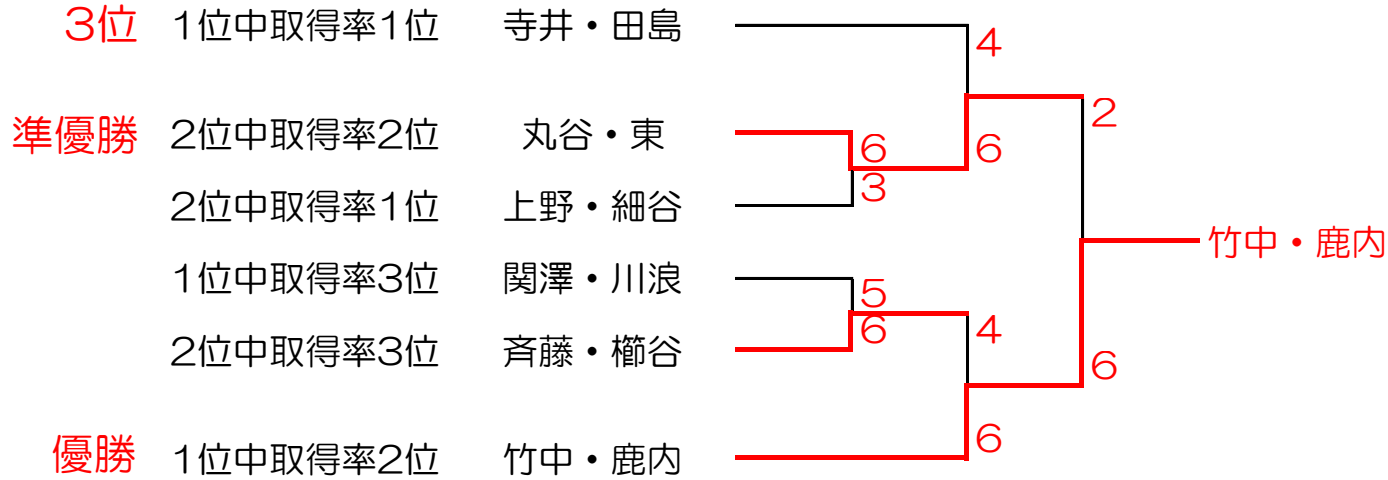 3位 1位中取得率1位 寺井・田島
4
準優勝 2位中取得率2位 丸谷・東
6
6
2
3
2位中取得率1位 上野・細谷
竹中・鹿内
1位中取得率3位 関澤・川浪
5
6
4
2位中取得率3位 斉藤・櫛谷
6
優勝 1位中取得率2位 竹中・鹿内
6